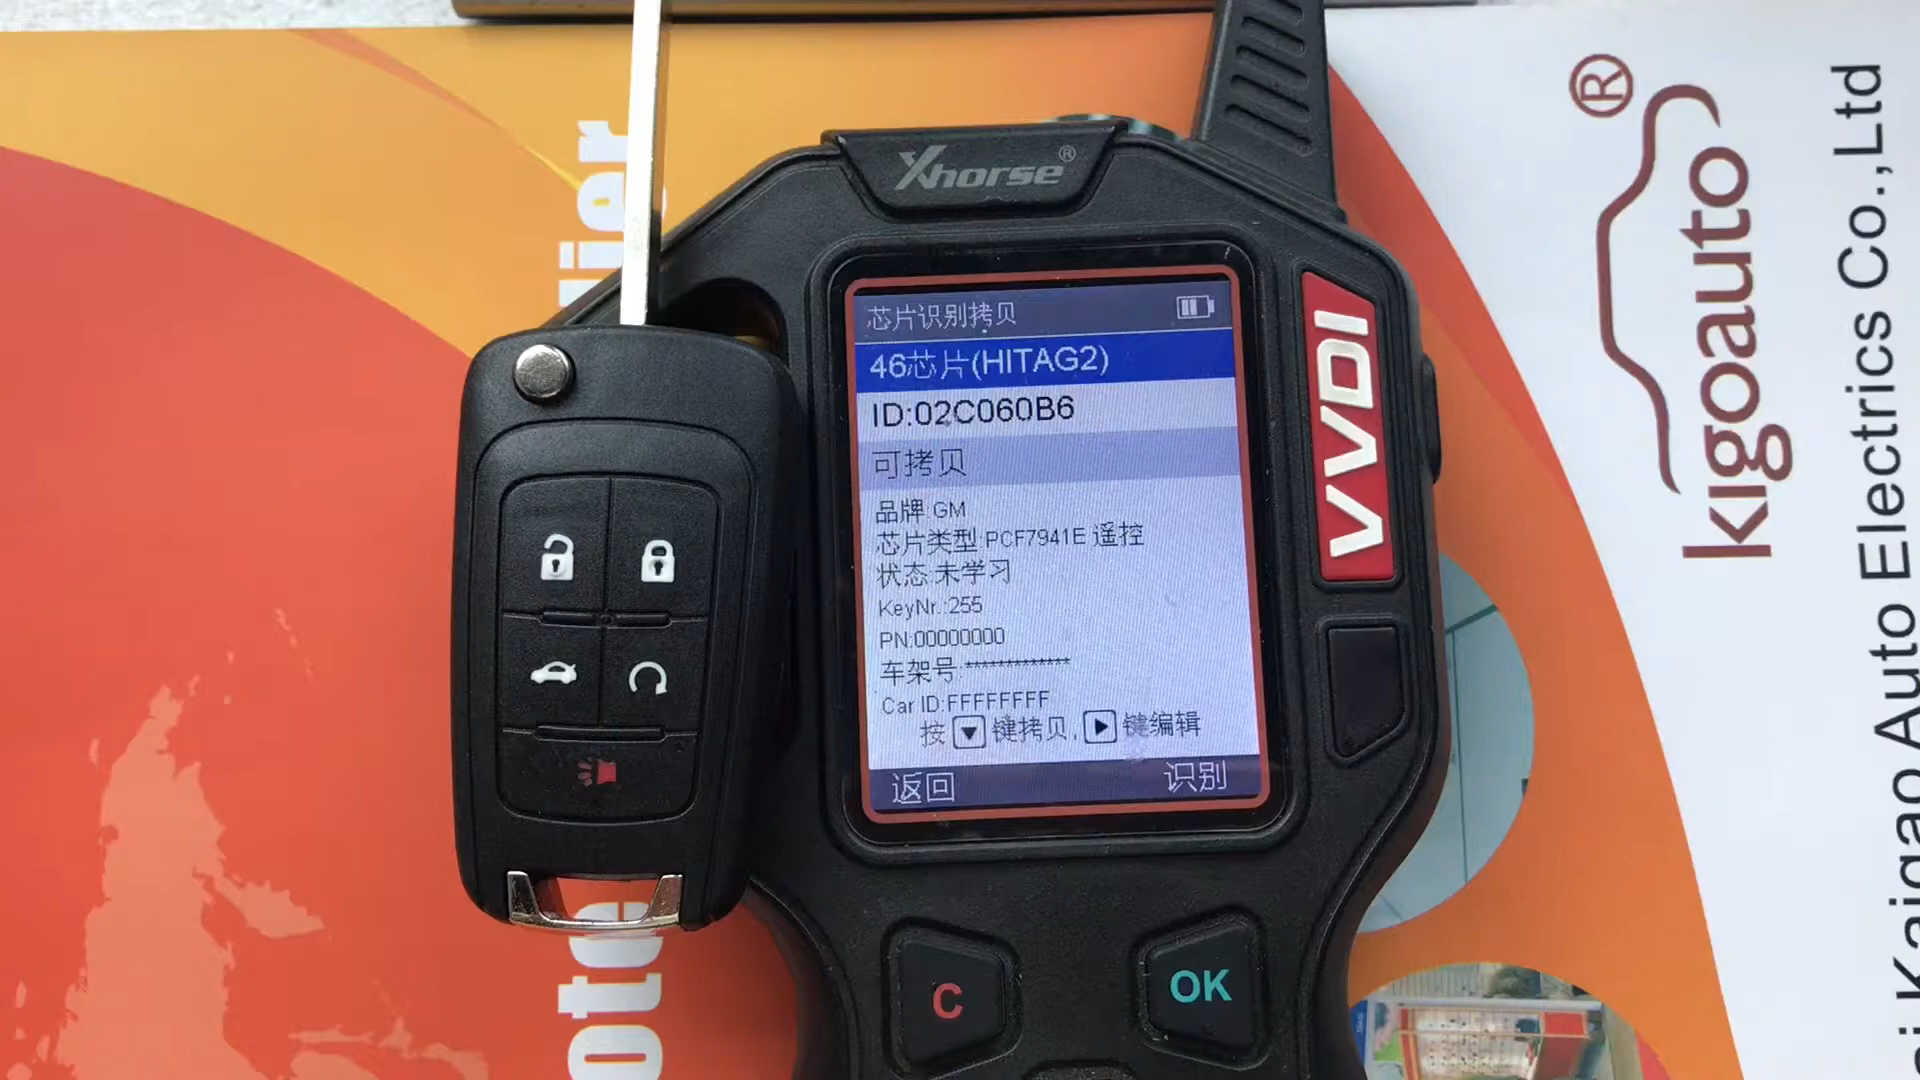 Xhorse®
芯片识别拷贝
46芯片(HITAG2)
ID:02C060B6
可拷贝
品牌:GM
芯片类型:PCF7941E 遥控
状态:未学习
KeyNr.:255
PN:00000000
车架号:*************
Car ID:FFFFFFFF
按▼键拷贝,▶键编辑
返回 识别
VVDI
C OK
kigoauto®
Kaigao Auto Electrics Co.,Ltd
lier
ote